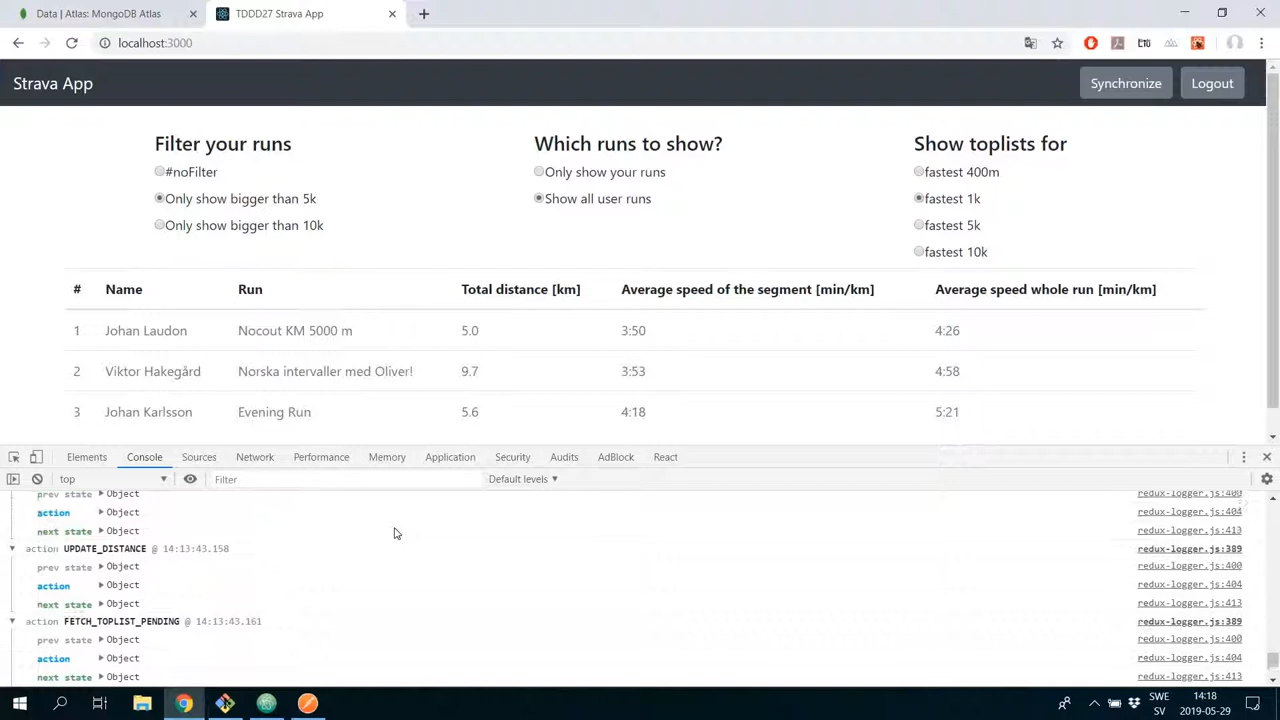 Data | Atlas: MongoDB Atlas
TDDD27 Strava App
localhost:3000
Strava App
Synchronize
Logout
Filter your runs
#noFilter
Only show bigger than 5k
Only show bigger than 10k
Which runs to show?
Only show your runs
Show all user runs
Show toplists for
fastest 400m
fastest 1k
fastest 5k
fastest 10k
# Name Run Total distance [km] Average speed of the segment [min/km] Average speed whole run [min/km]
1 Johan Laudon Nocout KM 5000 m 5.0 3:50 4:26
2 Viktor Hakegård Norska intervaller med Oliver! 9.7 3:53 4:58
3 Johan Karlsson Evening Run 5.6 4:18 5:21
Elements Console Sources Network Performance Memory Application Security Audits AdBlock React
top Filter Default levels
prev state Object redux-logger.js:400
action Object redux-logger.js:404
next state Object redux-logger.js:413
action UPDATE_DISTANCE @ 14:13:43.158 redux-logger.js:389
prev state Object redux-logger.js:400
action Object redux-logger.js:404
next state Object redux-logger.js:413
action FETCH_TOPLIST_PENDING @ 14:13:43.161 redux-logger.js:389
prev state Object redux-logger.js:400
action Object redux-logger.js:404
next state Object redux-logger.js:413
SWE 14:18
SV 2019-05-29